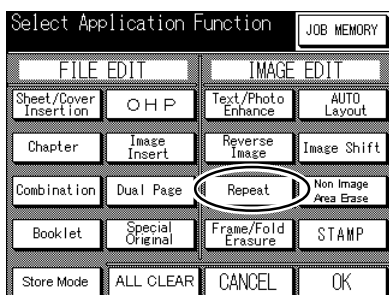 Select Application Function
JOB MEMORY
FILE EDIT
IMAGE EDIT
Sheet/Cover
Insertion
OHP
Text/Photo
Enhance
AUTO
Layout
Chapter
Image
Insert
Reverse
Image
Image Shift
Combination
Dual Page
Repeat
Non Image
Area Erase
Booklet
Special
Original
Frame/Fold
Erasure
STAMP
Store Mode
ALL CLEAR
CANCEL
OK